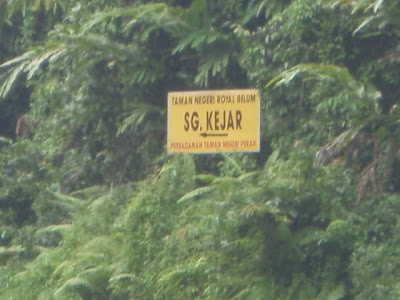 TAMAN NEGERI ROYAL BELUM
SG. KEJAR
PERBADANAN TAMAN NEGERI PERAK